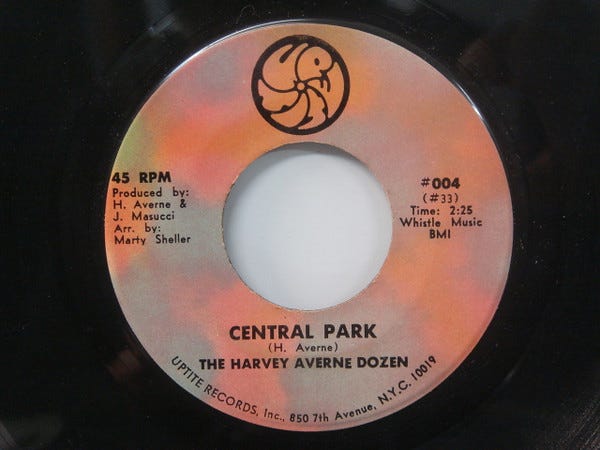 45 RPM
Produced by:
H. Averne &
J. Masucci
Arr. by:
Marty Sheller
#004
(#33)
Time: 2:25
Whistle Music
BMI
CENTRAL PARK
(H. Averne)
THE HARVEY AVERNE DOZEN
UPTITE RECORDS, Inc., 850 7th Avenue, N.Y.C. 10019